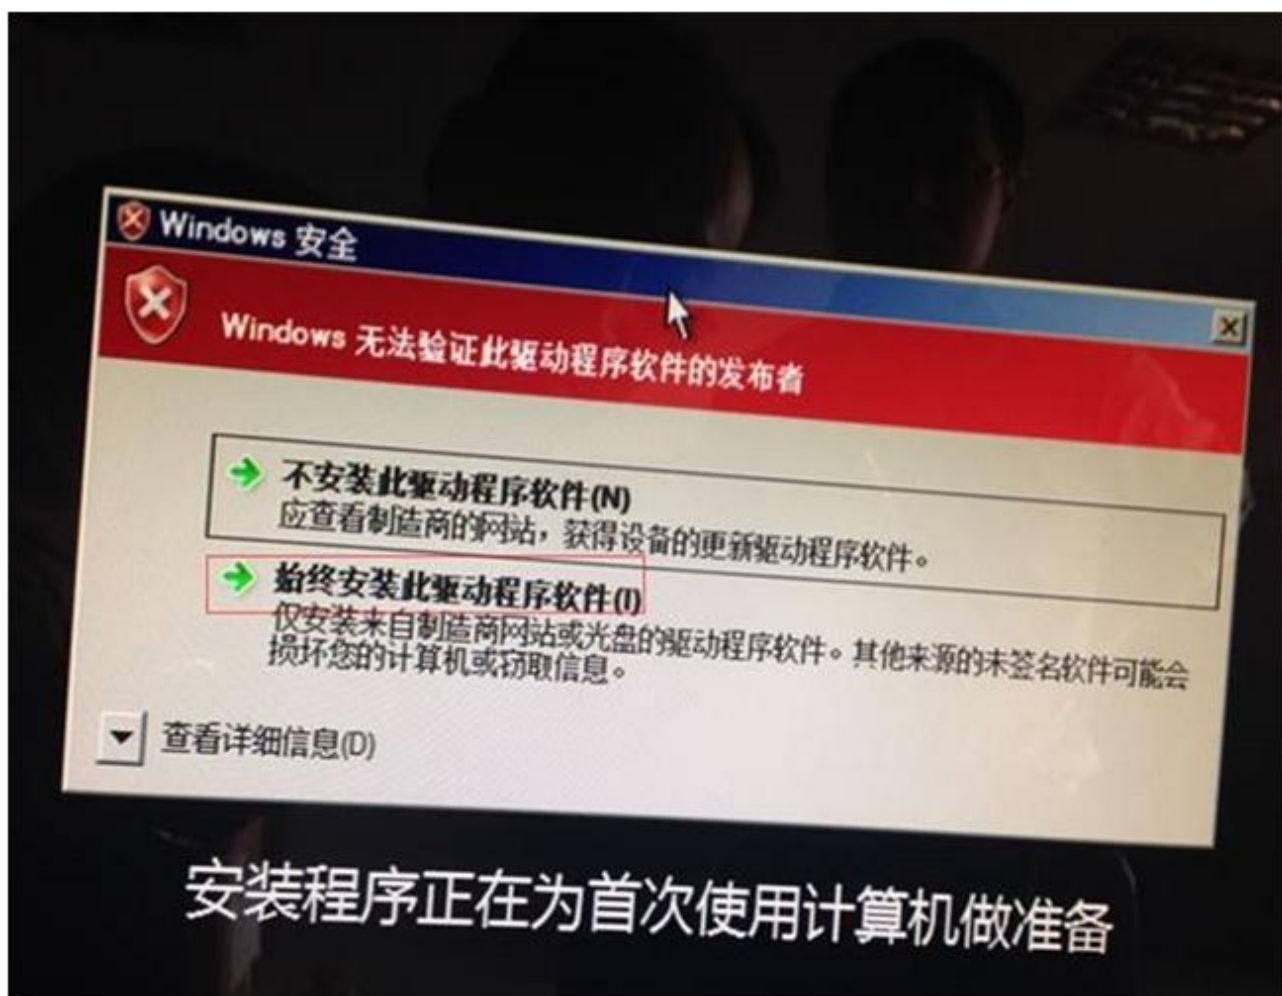 Windows 安全
Windows 无法验证此驱动程序软件的发布者
不安装此驱动程序软件(N)
应查看制造商的网站，获得设备的更新驱动程序软件。
始终安装此驱动程序软件(I)
仅安装来自制造商网站或光盘的驱动程序软件。其他来源的未签名软件可能会
损坏您的计算机或窃取信息。
查看详细信息(D)
安装程序正在为首次使用计算机做准备